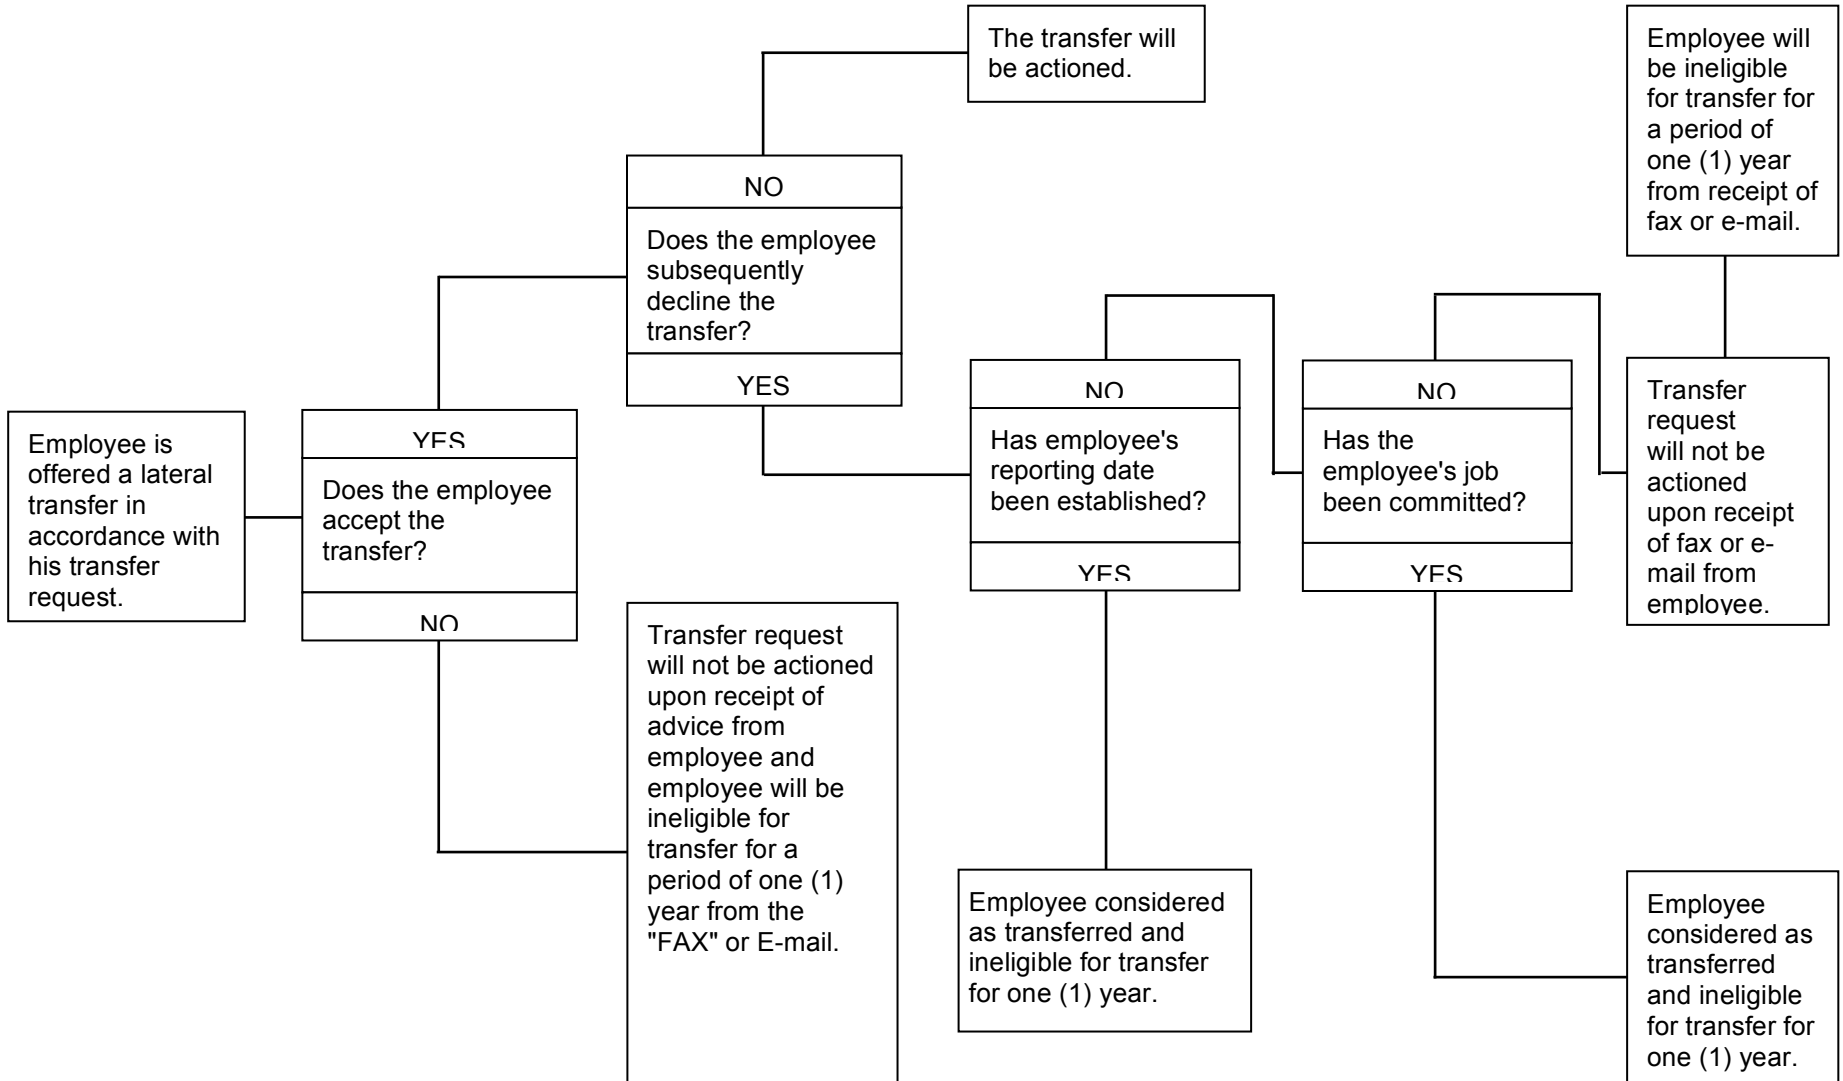 The transfer will
be actioned.
Employee will
be ineligible
for transfer for
a period of
one (1) year
from receipt of
fax or e-mail.
NO
Does the employee
subsequently
decline the
transfer?
YES
Employee is
offered a lateral
transfer in
accordance with
his transfer
request.
YES
Does the employee
accept the
transfer?
NO
NO
Has employee's
reporting date
been established?
YES
NO
Has the
employee's job
been committed?
YES
Transfer
request
will not be
actioned
upon receipt
of fax or e-
mail from
employee.
Transfer request
will not be actioned
upon receipt of
advice from
employee and
employee will be
ineligible for
transfer for a
period of one (1)
year from the
"FAX" or E-mail.
Employee considered
as transferred and
ineligible for transfer
for one (1) year.
Employee
considered as
transferred
and ineligible
for transfer for
one (1) year.